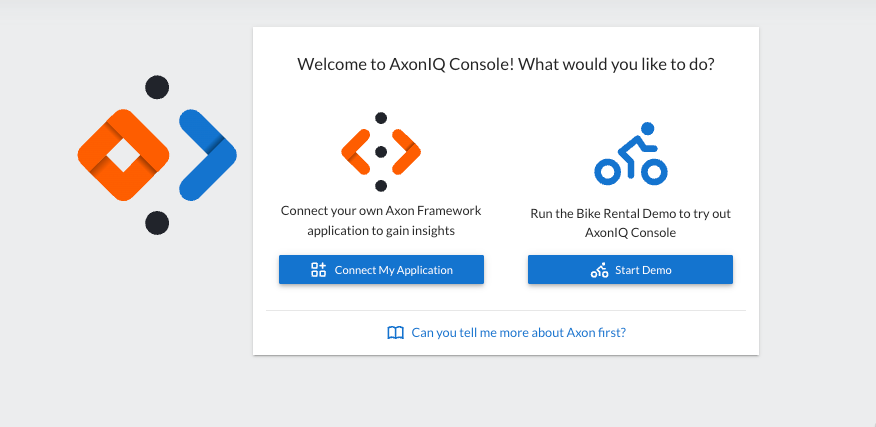 Welcome to AxonIQ Console! What would you like to do?
Connect your own Axon Framework
application to gain insights
Connect My Application
Run the Bike Rental Demo to try out
AxonIQ Console
Start Demo
Can you tell me more about Axon first?